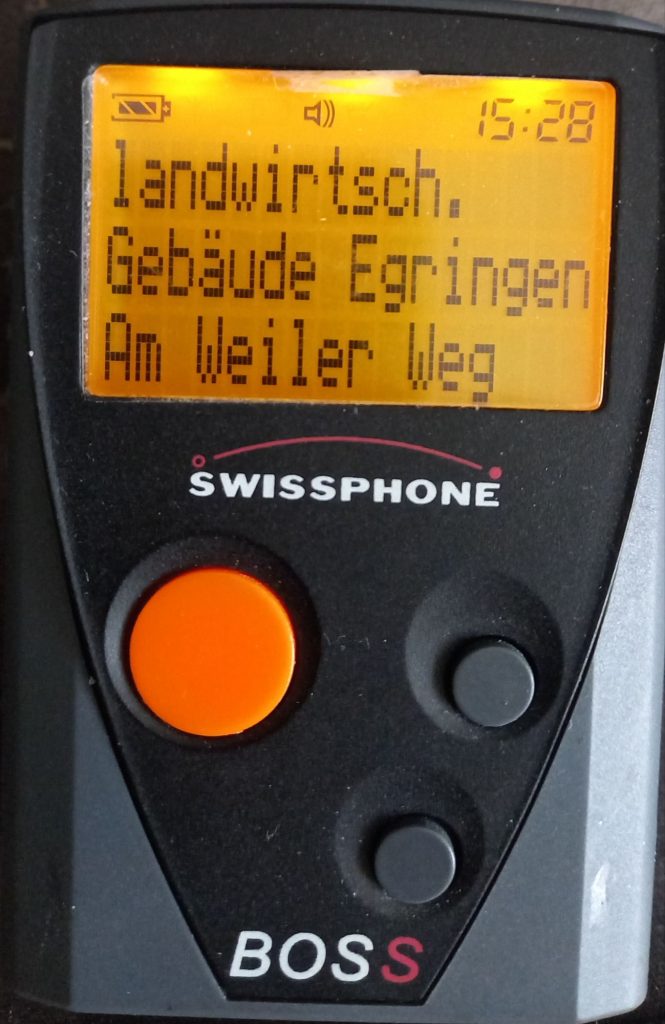 15:28
landwirtsch.
Gebäude Egringen
Am Weiler Weg
SWISSPHONE
BOSS